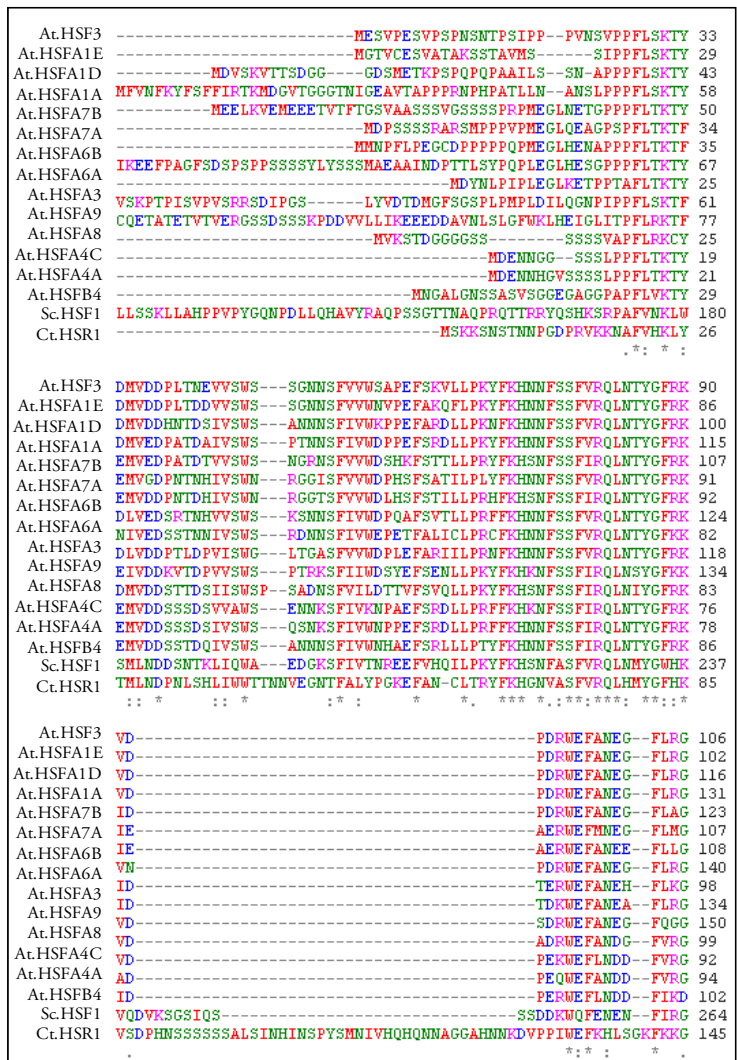 At.HSF3 -------------------------MESVPESVPSPNSNTPSIPP--PVNSVPPFLSKTY 33
At.HSFA1E -------------------------MGTVCESVATAKSSTAVMS------SIPPFLSKTY 29
At.HSFA1D ----------MDVSKVTTSDGG---GDSMETKPSPQPQPAAILS--SNAPPPFLSKTY 43
At.HSFA1A MFVNFKYFSFFIRTKMDGVTGGGTNIGEAVTAPPPRNPHPATLLN--ANSLPPPFLTKTY 58
At.HSFA7B ----------MEELKVEMEEETVTFTGSVAASSSVGSSSSPRPMEGLNETGPPPFLTKTY 50
At.HSFA7A --------------------------MDPSSSSRARSMPPPVPMEGLQEAGPSPFLTKTF 34
At.HSFA6B -------------------------MMNPFLPEGCDPPPPPQPMEGLHENAPPPFLTKTF 35
At.HSFA6A IKEEFPAGFSDSPSPPSSSSYLYSSSMAEAAINDPTTLSYPQPLEGLHESGPPPFLTKTY 67
At.HSFA3 -----------------------------------MDYNLPIPLEGLKETPPTAFLTKTY 25
At.HSFA9 VSKPTPISVPVSRRSDIPGS------LYVDTDMGFSGSPLPMPLDILQGNPIPPFLSKTF 61
At.HSFA8 CQETATETVTVERGSSDSSSKPDDVVLLIKEEEDDAVNLSLGFWKLHEIGLITPFLRKTF 77
At.HSFA4C ---------------------------MVKSTDGGGGSS--------SSSSVAPFLRKCY 25
At.HSFA4A ---------------------------------------MDENNGG--SSSLPPFLTKTY 19
At.HSFB4 ---------------------------------------MDENNHGVSSSSLPPFLTKTY 21
Sc.HSF1 -------------------------------MNGALGNSSASVSGGEGAGGPAPFLVKTY 29
Ct.HSR1 LLSSKLLAHPPVPYGQNPDLLQHAVYRAQPSSGTTNAQPRQTTRRYQSHKSRPAFVNKLW 180
----------------------------------MSKKSNSTNNPGDPRVKKNAFVHKLY 26
.*: * :
At.HSF3 DMVDDPLTNEVVSWS---SGNNSFVVWSAPEFSKVLLPKYFKHNNFSSFVRQLNTYGFRK 90
At.HSFA1E DMVDDPLTDDVVSWS---SGNNSFVVWNVPEFAKQFLPKYFKHNNFSSFVRQLNTYGFRK 86
At.HSFA1D DMVDDHNTDSIVSWS---ANNNSFIVWKPPEFARDLLPKNFKHNNFSSFVRQLNTYGFRK 100
At.HSFA1A DMVEDPATDAIVSWS---PTNNSFIVWDPPEFSRDLLPKYFKHNNFSSFVRQLNTYGFRK 115
At.HSFA7B EMVEDPATDTVVSWS---NGRNSFVVWDSHKFSTTLLPRYFKHSNFSSFIRQLNTYGFRK 107
At.HSFA7A EMVGDPNTNHIVSWN---RGGISFVVWDPHSFSATILPLYFKHNNFSSFVRQLNTYGFRK 91
At.HSFA6B EMVDDPNTDHIVSWN---RGGTSFVVWDLHSFSTILLPRYFKHNNFSSFVRQLNTYGFRK 92
At.HSFA6A DLVEDSRTNHVVSWS---KSNNSFIVWDPQAFSVTLLPRFFKHNNFSSFVRQLNTYGFRK 124
At.HSFA3 NIVEDSSTNNIVSWS---RDNNSFIVWEPETFALICLPRCFKHNNFSSFVRQLNTYGFRK 82
At.HSFA9 DLVDDPTLDPVISWG---LTGASFVVWDPLEFARIILPRNFKHNNFSSFVRQLNTYGFRK 118
At.HSFA8 EIVDDKVTDPVVSWS---PTRKSFIIWDSYEFSENLLPKYFKHKNFSSFIRQLNSYGFKK 134
At.HSFA4C DMVDDSTTDSIISWSP--SADNSFVILDTTVFSVQLLPKYFKHSNFSSFIRQLNIYGFRK 83
At.HSFA4A EMVDDSSSDSVVAWS---ENNKSFIVKNPAEFSRDLLPRFFKHKNFSSFIRQLNTYGFRK 76
At.HSFB4 EMVDDSSSDSIVSWS---QSNKSFIVWNPPEFSRDLLPRFFKHNNFSSFIRQLNTYGFRK 78
Sc.HSF1 EMVDDSSTDQIVSWS---PNNNSFIVWNHAEFSRLLLPTYFKHNNFSSFIRQLNTYGFRK 86
Ct.HSR1 SMLNDDSNTKLIQWA---EDGKSFIVTNREEFVHQILPKYFKHSNFASFVRQLNMYGWHK 237
TMLNDPNLSHLIWWTTNNVEGNTFALYPGKEFAN-CLTRYFKHGNVASFVRQLHMYGFHK 85
:: * :: * :* : * *. *** *.:**:***: **::*
At.HSF3 VD------------------------------------------PDRWEFANEG--FLRG 106
At.HSFA1E VD------------------------------------------PDRWEFANEG--FLRG 102
At.HSFA1D VD------------------------------------------PDRWEFANEG--FLRG 116
At.HSFA1A VD------------------------------------------PDRWEFANEG--FLRG 131
At.HSFA7B ID------------------------------------------PDRWEFANEG--FLAG 123
At.HSFA7A IE------------------------------------------AERWEFMNEG--FLMG 107
At.HSFA6B IE------------------------------------------AERWEFANEE--FLLG 108
At.HSFA6A VN------------------------------------------PDRWEFANEG--FLRG 140
At.HSFA3 ID------------------------------------------TERWEFANEH--FLRG 98
At.HSFA9 ID------------------------------------------TDKWEFANEA--FLRG 134
At.HSFA8 VD------------------------------------------SDRWEFANEG--FQGG 150
At.HSFA4C VD------------------------------------------ADRWEFANDG--FVRG 99
At.HSFA4A VD------------------------------------------PEKWEFLNDD--FVRG 92
At.HSFB4 AD------------------------------------------PEQWEFANDD--FVRG 94
Sc.HSF1 ID------------------------------------------PDRWEFANEF--FIKD 102
Ct.HSR1 VQDVKSGSIQS-------------------------------SSDDKWQFENEN--FIRG 264
VSDPHNSSSSSSALSINHINSPYSMNIVHQHQNNAGGAHNNKDVPPIWEFKHLSGKFKKG 145
. *:* : * .